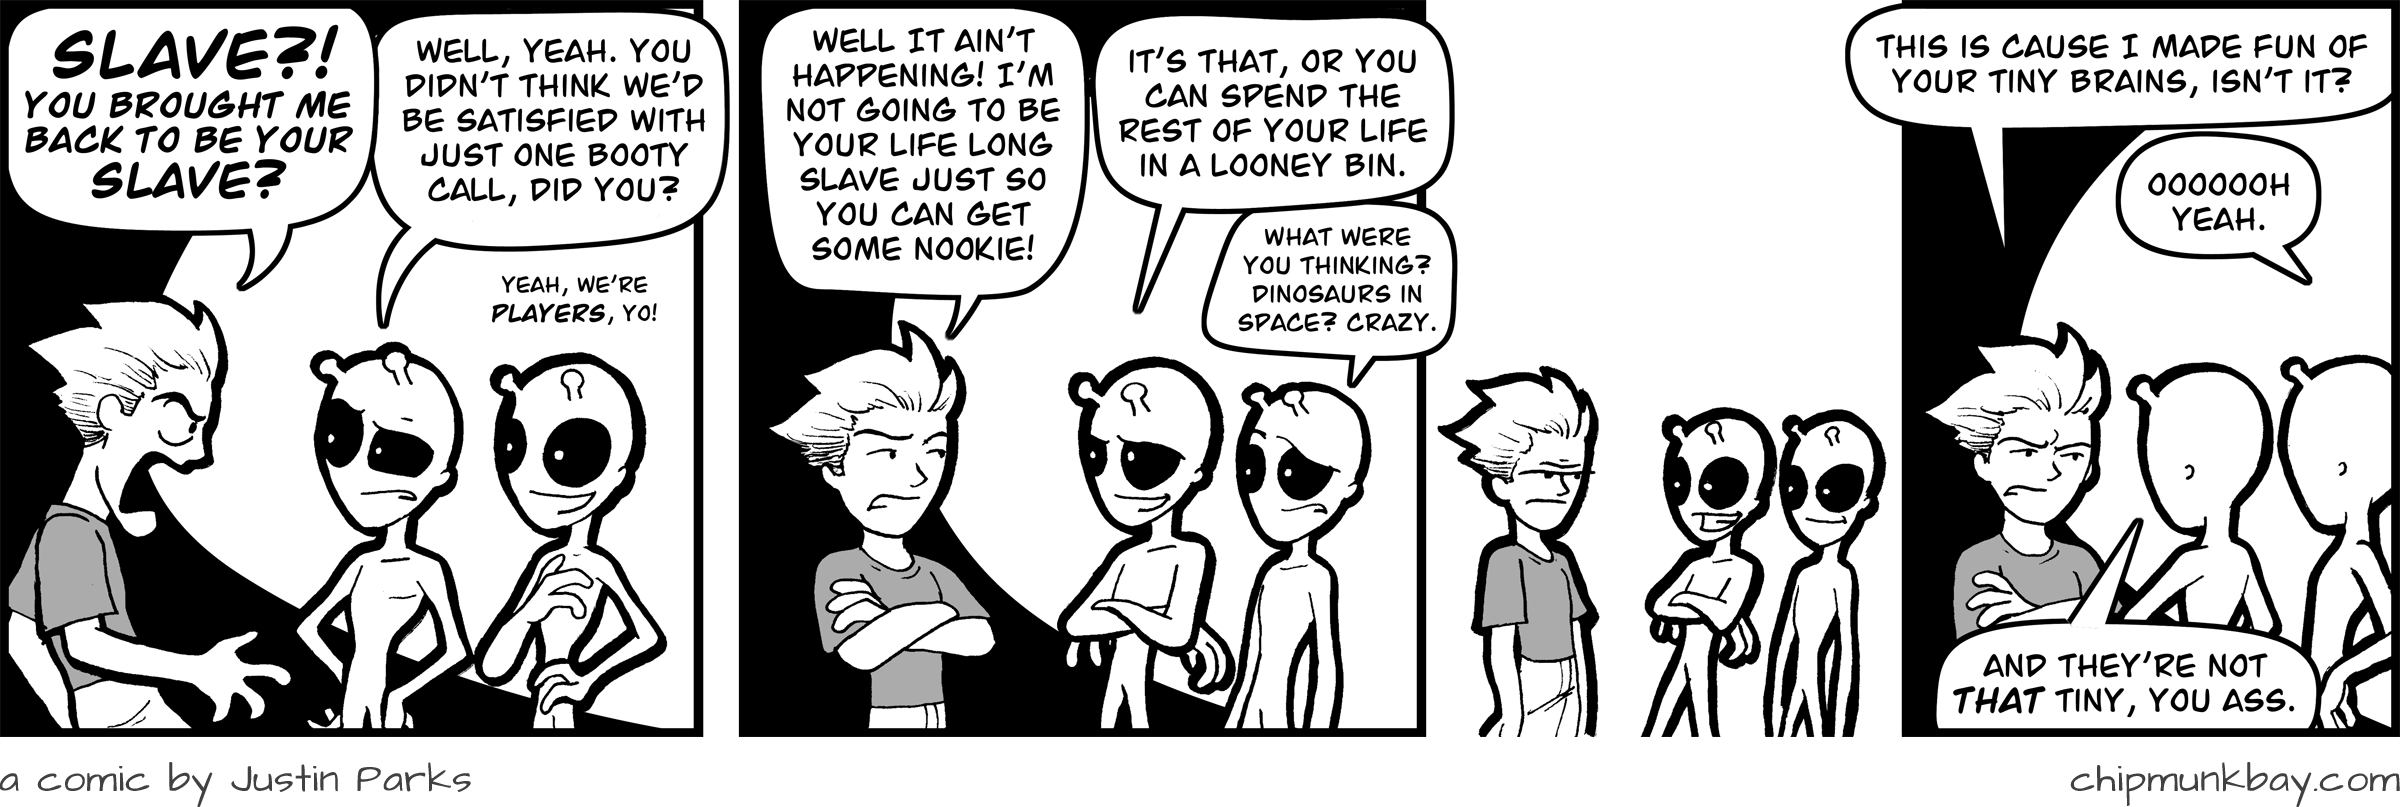 SLAVE?!
YOU BROUGHT ME
BACK TO BE YOUR
SLAVE?
WELL, YEAH. YOU
DIDN'T THINK WE'D
BE SATISFIED WITH
JUST ONE BOOTY
CALL, DID YOU?
YEAH, WE'RE
PLAYERS, YO!
WELL IT AIN'T
HAPPENING! I'M
NOT GOING TO BE
YOUR LIFE LONG
SLAVE JUST SO
YOU CAN GET
SOME NOOKIE!
IT'S THAT, OR YOU
CAN SPEND THE
REST OF YOUR LIFE
IN A LOONEY BIN.
WHAT WERE
YOU THINKING?
DINOSAURS IN
SPACE? CRAZY.
THIS IS CAUSE I MADE FUN OF
YOUR TINY BRAINS, ISN'T IT?
OOOOOOH
YEAH.
AND THEY'RE NOT
THAT TINY, YOU ASS.
a comic by Justin Parks
chipmunkbay.com